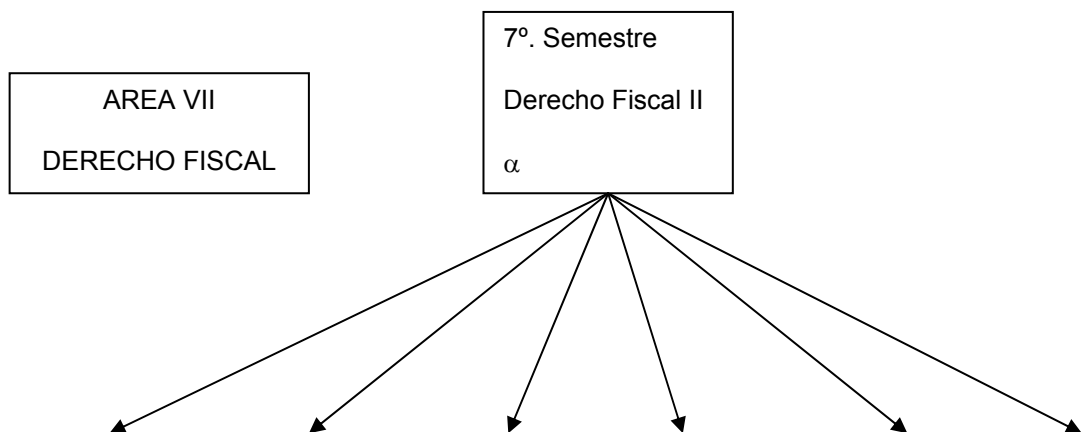 AREA VII
DERECHO FISCAL
7º. Semestre
Derecho Fiscal II
α